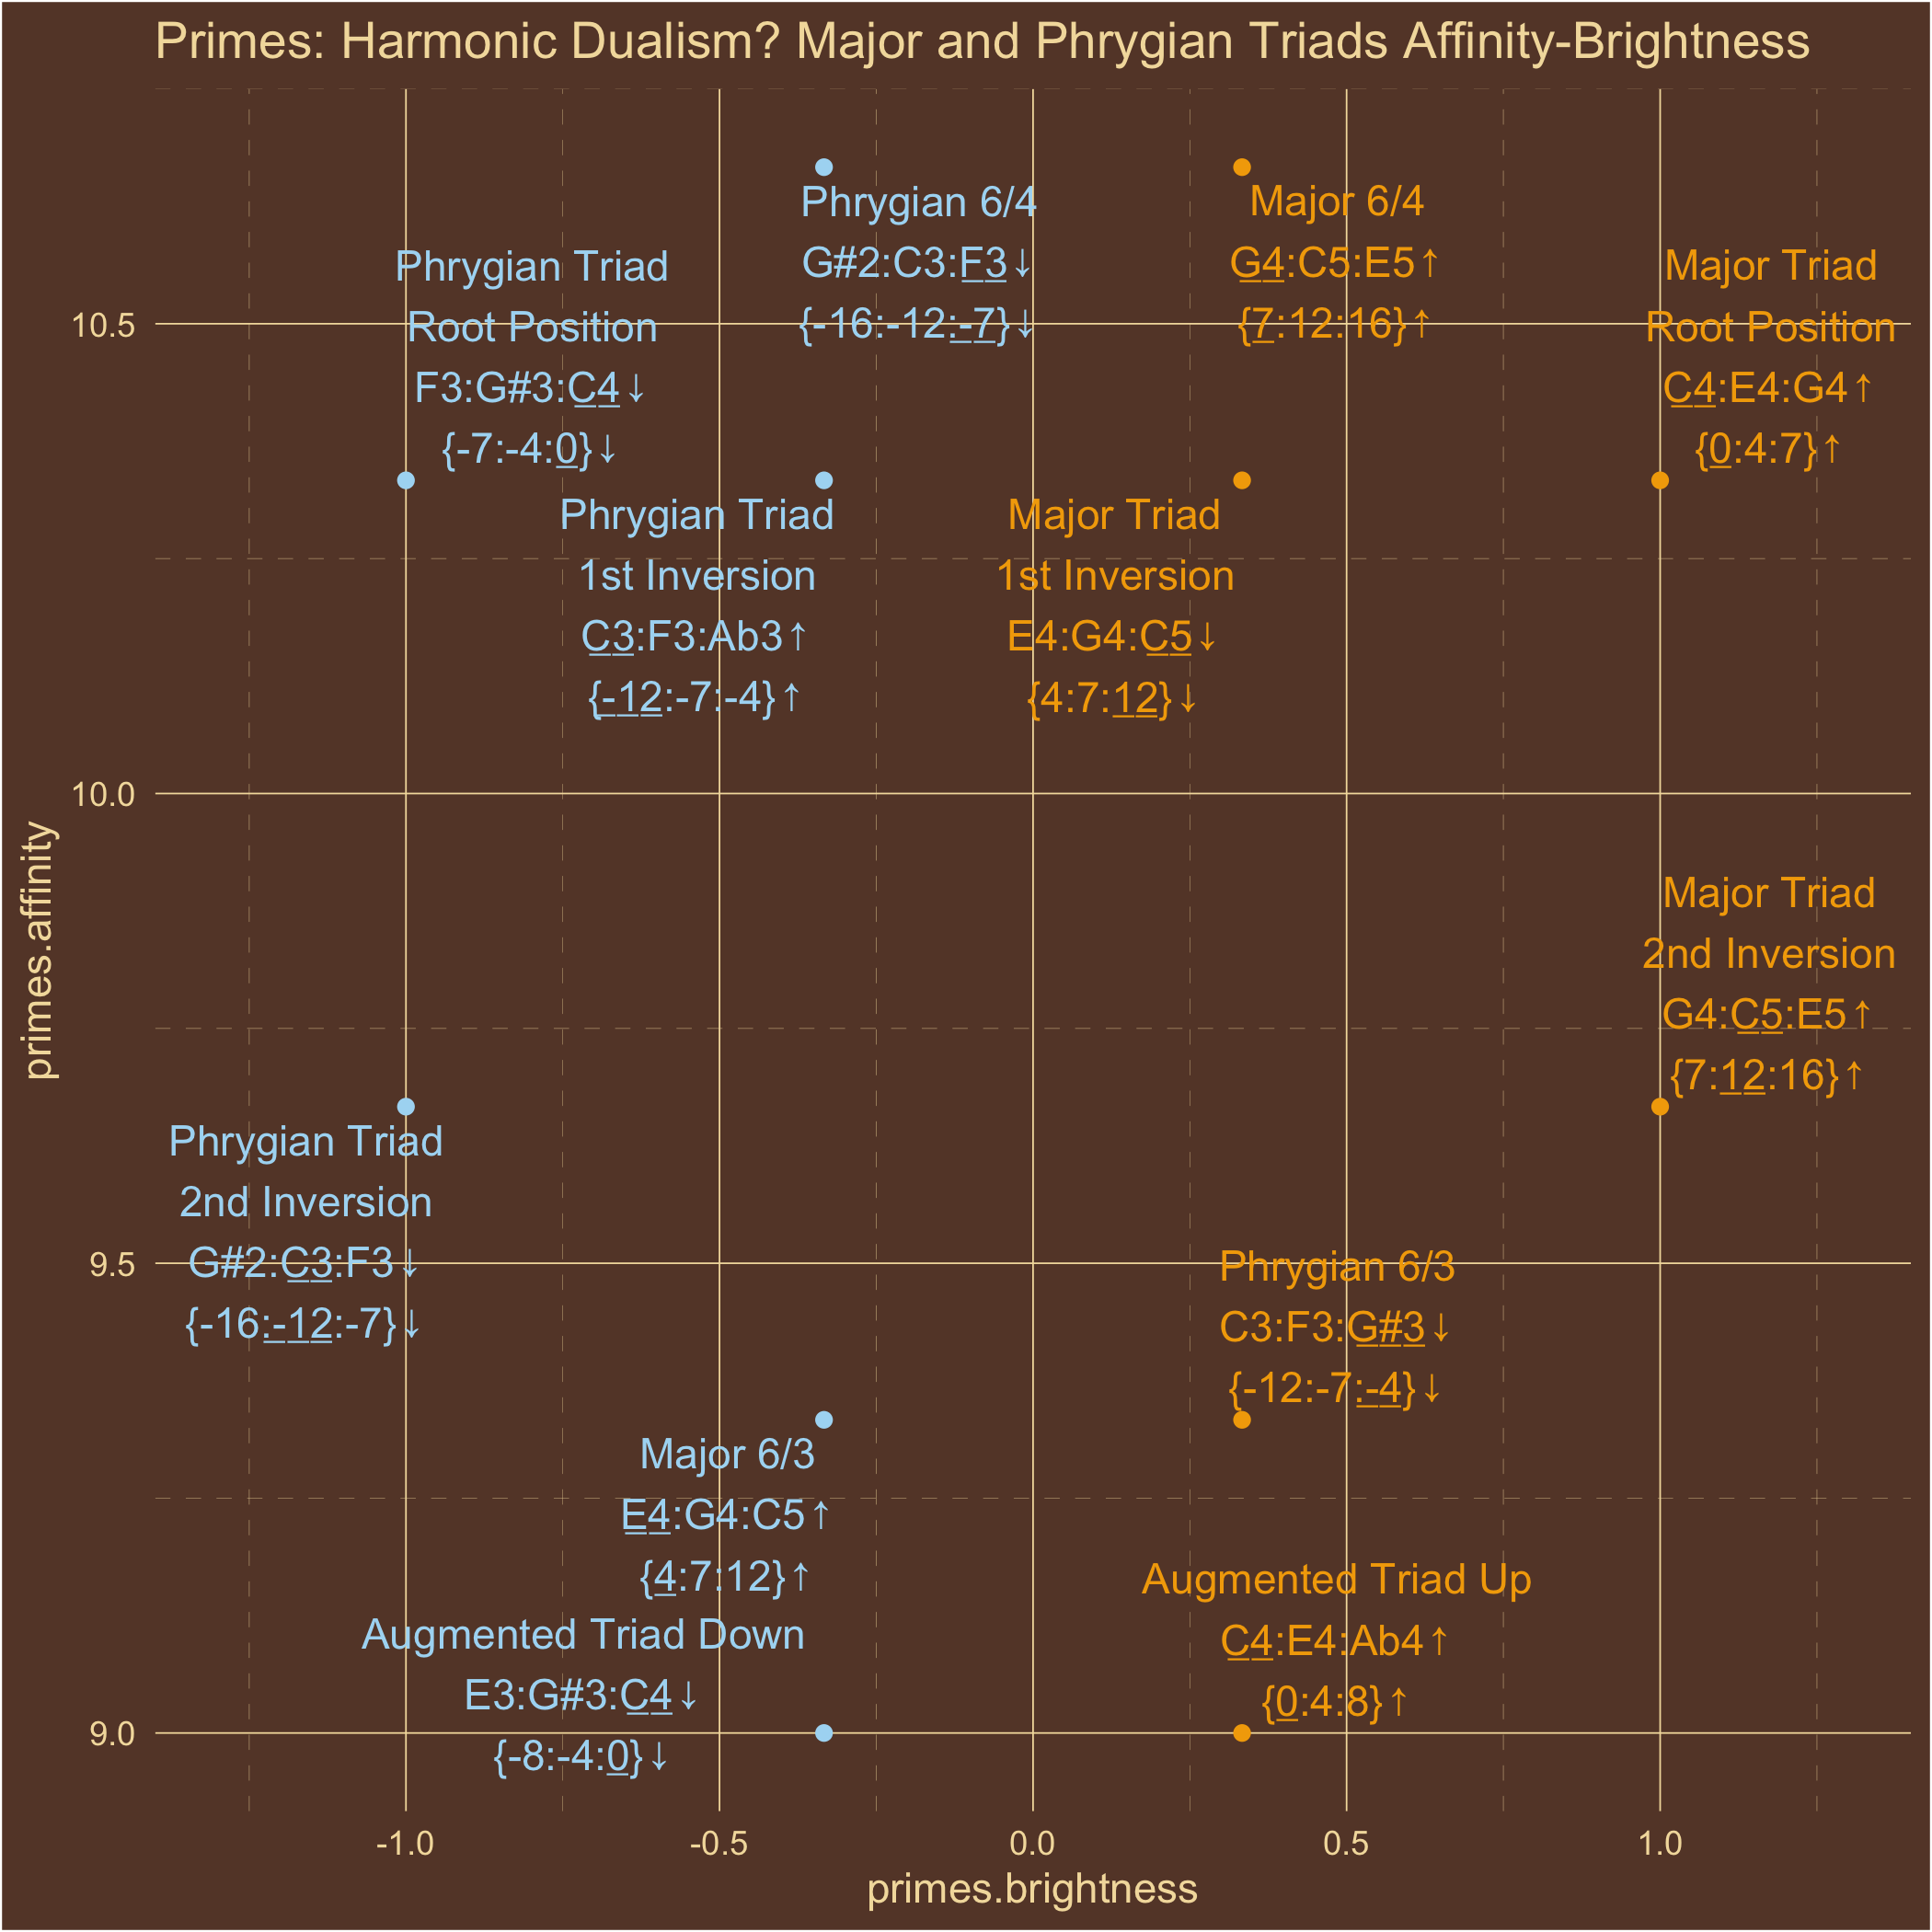 Primes: Harmonic Dualism? Major and Phrygian Triads Affinity-Brightness
Phrygian 6/4
G#2:C3:F3↓
{-16:-12:-7}↓
Major 6/4
G4:C5:E5↑
{7:12:16}↑
Phrygian Triad
Root Position
F3:G#3:C4↓
{-7:-4:0}↓
Major Triad
Root Position
C4:E4:G4↑
{0:4:7}↑
10.5
Phrygian Triad
1st Inversion
C3:F3:Ab3↑
{-12:-7:-4}↑
Major Triad
1st Inversion
E4:G4:C5↓
{4:7:12}↓
10.0
primes.affinity
Major Triad
2nd Inversion
G4:C5:E5↑
{7:12:16}↑
Phrygian Triad
2nd Inversion
G#2:C3:F3↓
{-16:-12:-7}↓
9.5
Phrygian 6/3
C3:F3:G#3↓
{-12:-7:-4}↓
Major 6/3
E4:G4:C5↑
{4:7:12}↑
Augmented Triad Up
C4:E4:Ab4↑
{0:4:8}↑
Augmented Triad Down
E3:G#3:C4↓
{-8:-4:0}↓
9.0
-1.0
-0.5
0.0
0.5
1.0
primes.brightness